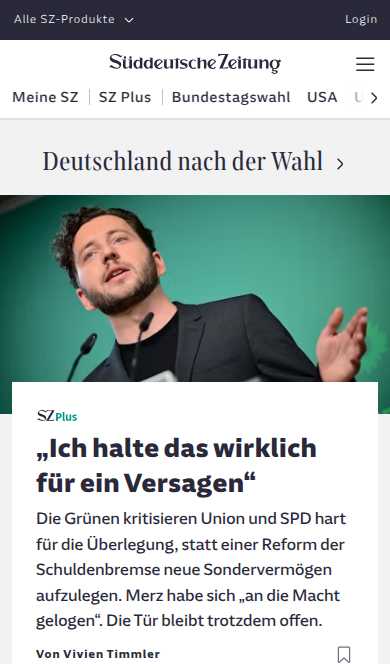 Alle SZ-Produkte Login
Süddeutsche Zeitung
Meine SZ SZ Plus Bundestagswahl USA
Deutschland nach der Wahl
SZ Plus
„Ich halte das wirklich
für ein Versagen“
Die Grünen kritisieren Union und SPD hart
für die Überlegung, statt einer Reform der
Schuldenbremse neue Sondervermögen
aufzulegen. Merz habe sich „an die Macht
gelogen“. Die Tür bleibt trotzdem offen.
Von Vivien Timmler